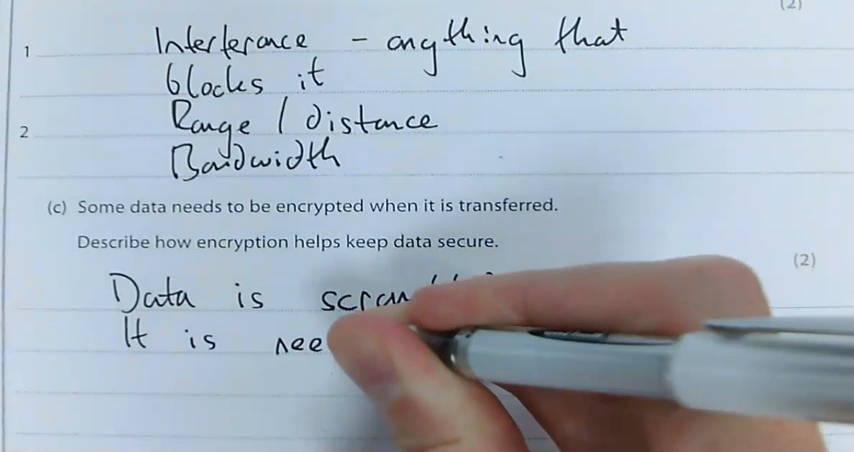 (2)
1 Interference - anything that
blocks it
2 Range / distance
Bandwidth
(c) Some data needs to be encrypted when it is transferred.
Describe how encryption helps keep data secure.
(2)
Data is
It is